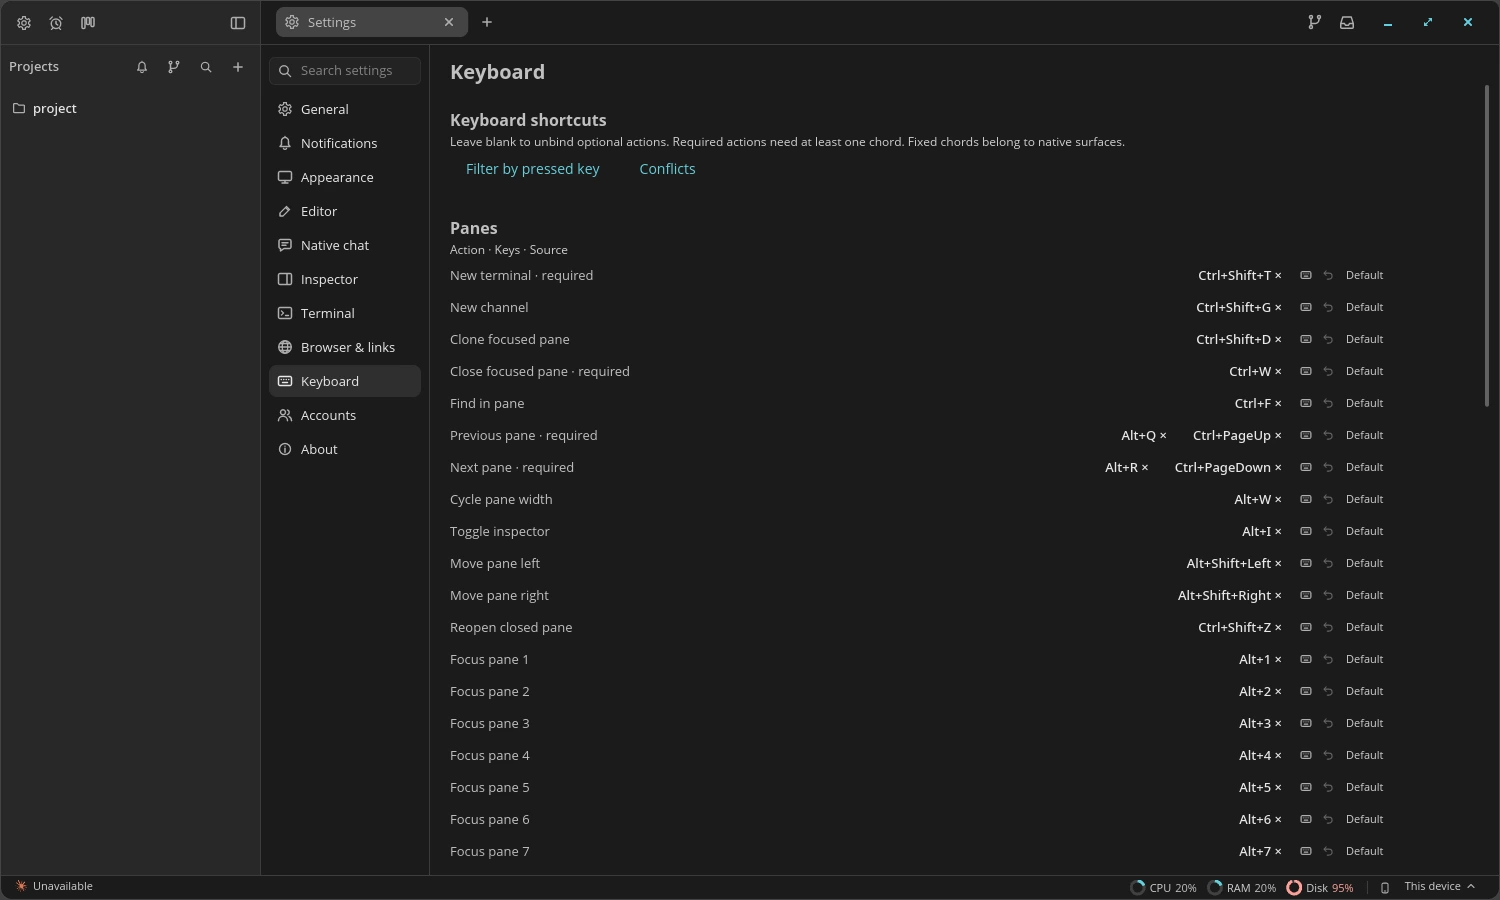 Settings
Projects
project
Search settings
General
Notifications
Appearance
Editor
Native chat
Inspector
Terminal
Browser & links
Keyboard
Accounts
About
Keyboard
Keyboard shortcuts
Leave blank to unbind optional actions. Required actions need at least one chord. Fixed chords belong to native surfaces.
Filter by pressed key Conflicts
Panes
Action · Keys · Source
New terminal · required Ctrl+Shift+T × Default
New channel Ctrl+Shift+G × Default
Clone focused pane Ctrl+Shift+D × Default
Close focused pane · required Ctrl+W × Default
Find in pane Ctrl+F × Default
Previous pane · required Alt+Q × Ctrl+PageUp × Default
Next pane · required Alt+R × Ctrl+PageDown × Default
Cycle pane width Alt+W × Default
Toggle inspector Alt+I × Default
Move pane left Alt+Shift+Left × Default
Move pane right Alt+Shift+Right × Default
Reopen closed pane Ctrl+Shift+Z × Default
Focus pane 1 Alt+1 × Default
Focus pane 2 Alt+2 × Default
Focus pane 3 Alt+3 × Default
Focus pane 4 Alt+4 × Default
Focus pane 5 Alt+5 × Default
Focus pane 6 Alt+6 × Default
Focus pane 7 Alt+7 × Default
Unavailable
CPU 20% RAM 20% Disk 95% This device